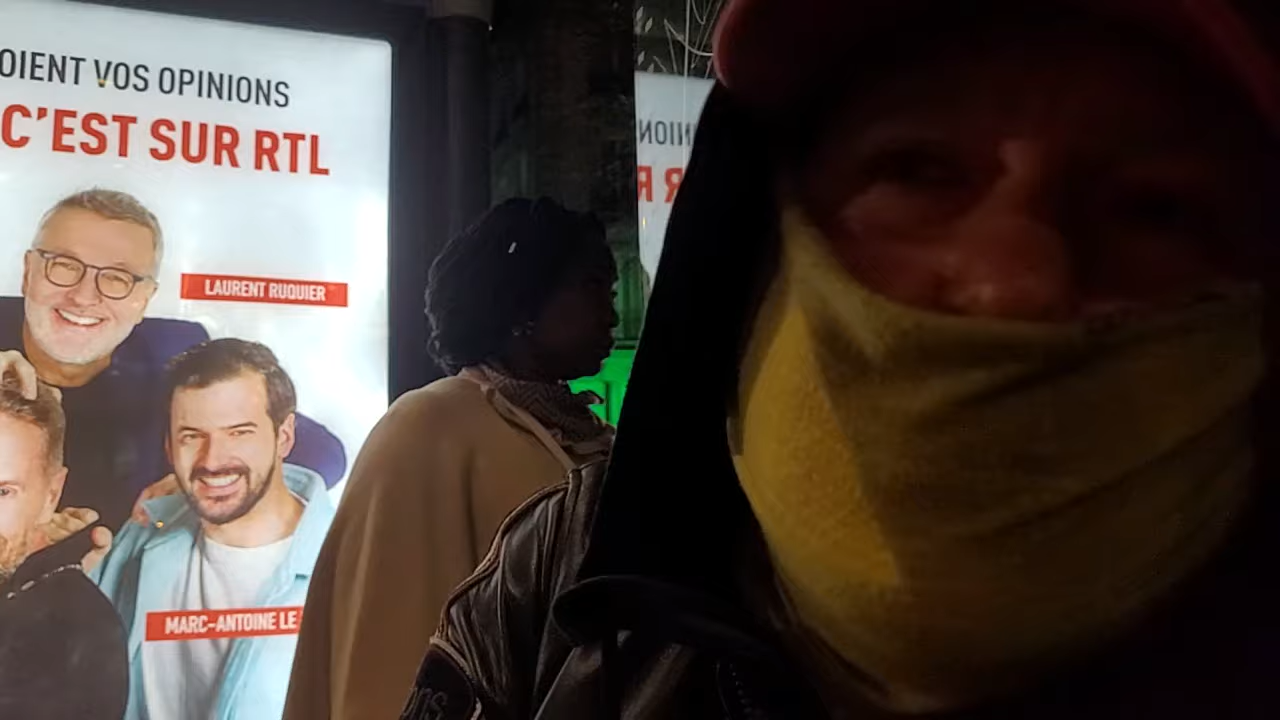 OIENT VOS OPINIONS
C'EST SUR RTL
LAURENT RUQUIER
MARC-ANTOINE LE